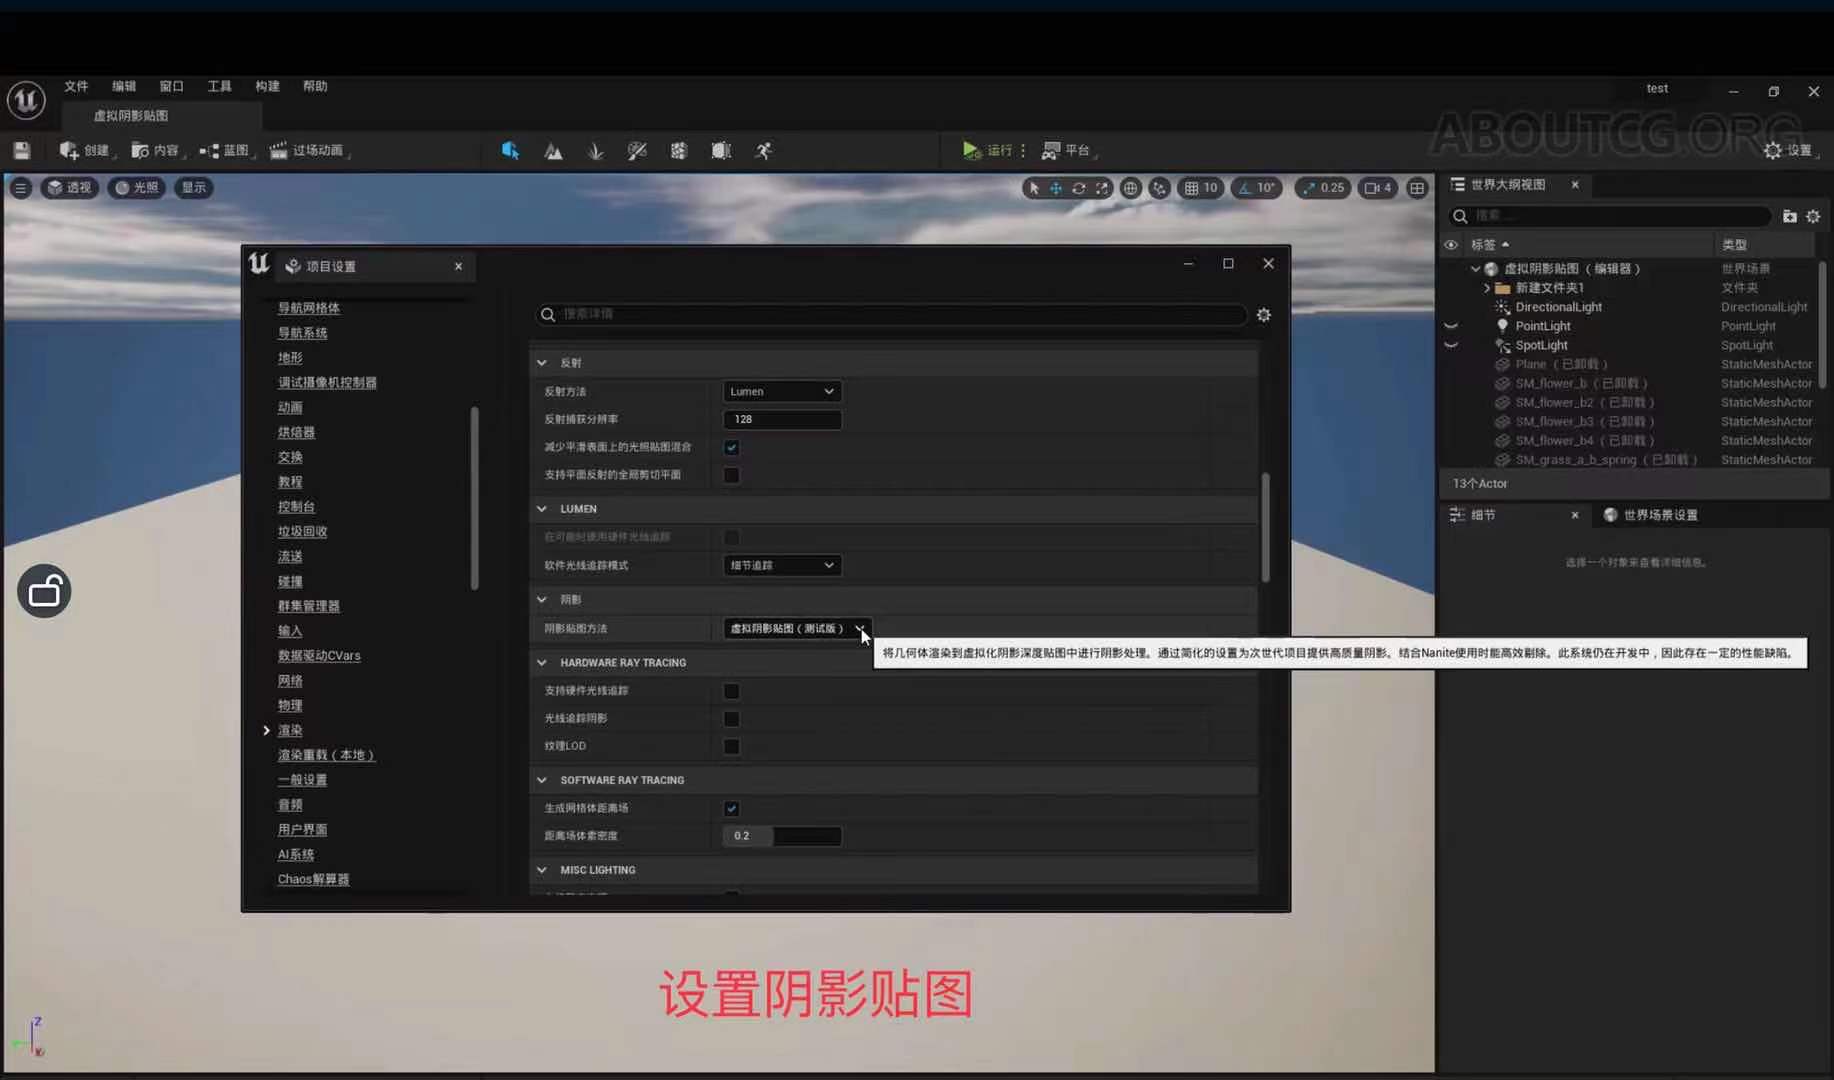 文件 编辑 窗口 工具 构建 帮助
test
虚拟阴影贴图
ABOUTCG.ORG
创建 内容 蓝图 过场动画 运行 平台 设置
透视 光照 显示 10 10° 0.25 4
世界大纲视图
搜索...
标签 类型
虚拟阴影贴图（编辑器） 世界场景
新建文件夹1 文件夹
DirectionalLight DirectionalLight
PointLight PointLight
SpotLight SpotLight
Plane（已卸载） StaticMeshActor
SM_flower_b（已卸载） StaticMeshActor
SM_flower_b2（已卸载） StaticMeshActor
SM_flower_b3（已卸载） StaticMeshActor
SM_flower_b4（已卸载） StaticMeshActor
SM_grass_a_b_spring（已卸载） StaticMeshActor
13个Actor
细节 世界场景设置
选择一个对象来查看详细信息。
项目设置
导航网格体
导航系统
地形
调试摄像机控制器
动画
烘焙器
交换
教程
控制台
垃圾回收
流送
碰撞
群集管理器
输入
数据驱动CVars
网络
物理
渲染
渲染重载（本地）
一般设置
音频
用户界面
AI系统
Chaos解算器
搜索详情
反射
反射方法 Lumen
反射捕获分辨率 128
减少平滑表面上的光照贴图混合
支持平面反射的全局剪切平面
LUMEN
在可能时使用硬件光线追踪
软件光线追踪模式 细节追踪
阴影
阴影贴图方法 虚拟阴影贴图（测试版）
将几何体渲染到虚拟化阴影深度贴图中进行阴影处理。通过简化的设置为次世代项目提供高质量阴影。结合Nanite使用时能高效剔除。此系统仍在开发中，因此存在一定的性能缺陷。
HARDWARE RAY TRACING
支持硬件光线追踪
光线追踪阴影
纹理LOD
SOFTWARE RAY TRACING
生成网格体距离场
距离场体素密度 0.2
MISC LIGHTING
设置阴影贴图
Z